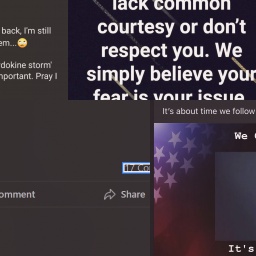 lack common
courtesy or don't
respect you. We
simply believe your
fear is your issue
back, I'm still
em...🙄
dokine storm'
mportant. Pray I
It's about time we follow
17 Co
omment
Share
We
It's